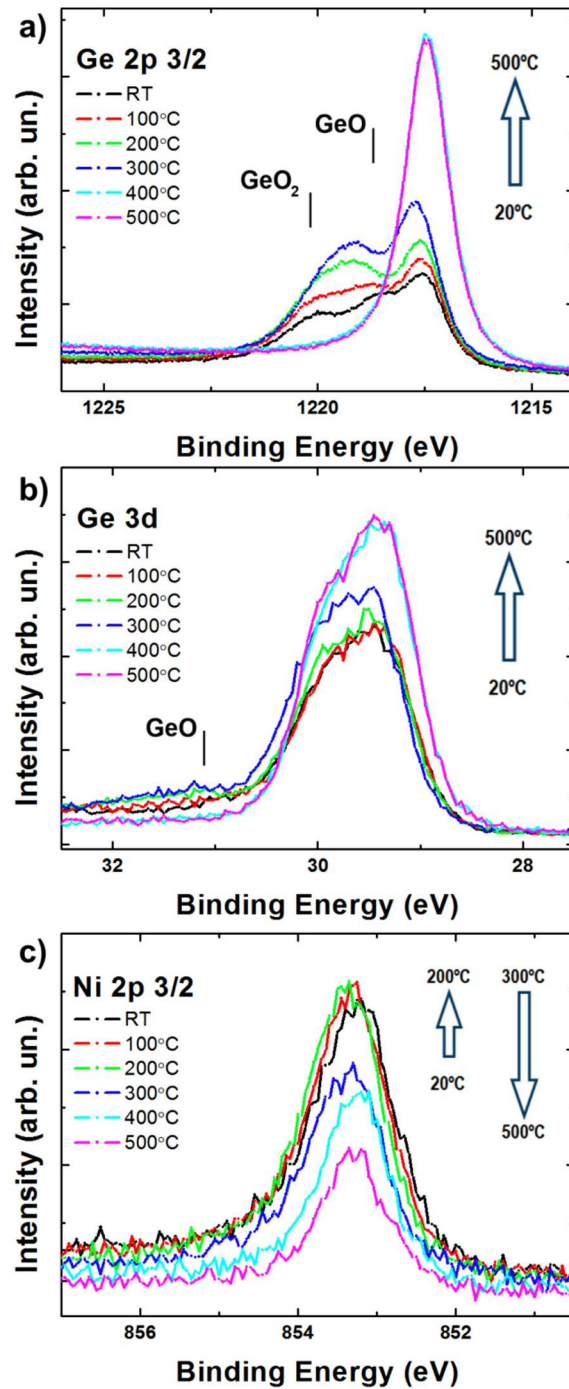 a)
Ge 2p 3/2
RT
100°C
200°C
300°C
400°C
500°C
GeO
GeO₂
500ºC
20ºC
Intensity (arb. un.)
1225 1220 1215
Binding Energy (eV)
b)
Ge 3d
RT
100°C
200°C
300°C
400°C
500°C
GeO
500ºC
20ºC
Intensity (arb. un.)
32 30 28
Binding Energy (eV)
c)
Ni 2p 3/2
RT
100°C
200°C
300°C
400°C
500°C
200ºC 300ºC
20ºC
500ºC
Intensity (arb. un.)
856 854 852
Binding Energy (eV)